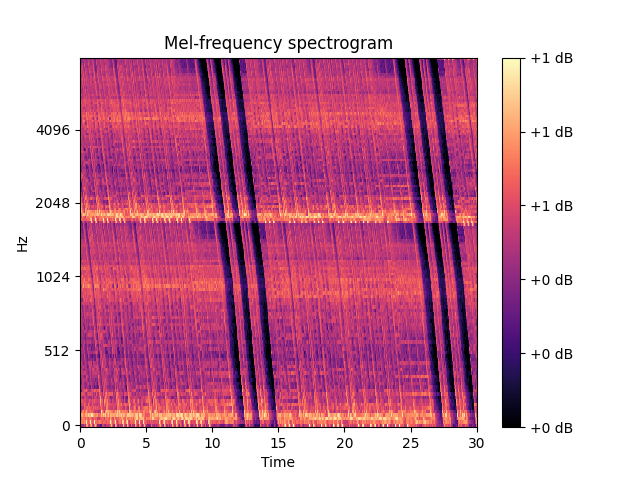 Mel-frequency spectrogram
+1 dB
4096
+1 dB
2048
+1 dB
Hz
1024
+0 dB
512
+0 dB
0
+0 dB
0 5 10 15 20 25 30
Time